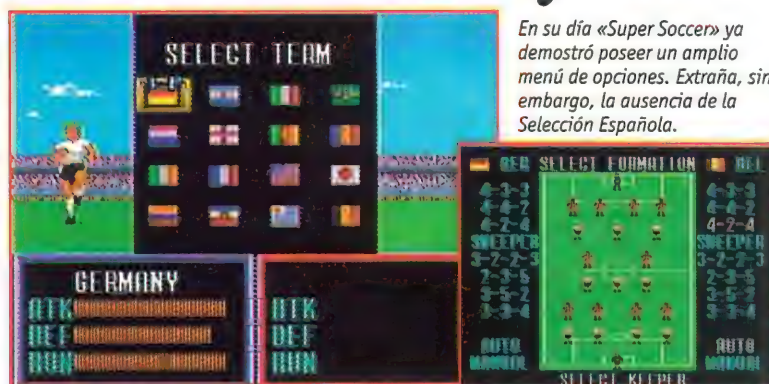 En su día «Super Soccer» ya
demostró poseer un amplio
menú de opciones. Extraña, sin
embargo, la ausencia de la
Selección Española.
SELECT TEAM
GERMANY
ATK
DEF
RUN
ATK
DEF
RUN
GER SELECT FORMATION BEL
4-3-3 4-3-3
4-4-2 4-4-2
4-2-4 4-2-4
SWEEPER SWEEPER
3-2-2-3 3-2-2-3
2-3-5 2-3-5
3-5-2 3-5-2
3-3-4 3-3-4
AUTO AUTO
MANUAL MANUAL
SELECT KEEPER